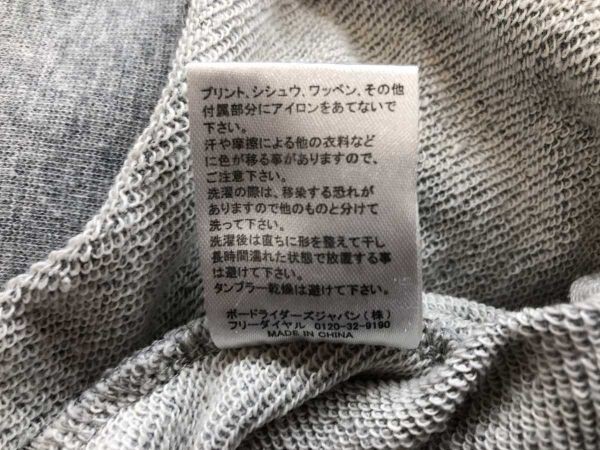 プリント、シシュウ、ワッペン、その他
付属部分にアイロンをあてないで
下さい。
汗や摩擦による他の衣料など
に色が移る事がありますので、
ご注意下さい。
洗濯の際は、移染する恐れが
ありますので他のものと分けて
洗って下さい。
洗濯後は直ちに形を整えて干し
長時間濡れた状態で放置する事
は避けて下さい。
タンブラー乾燥は避けて下さい。
ボードライダーズジャパン(株)
フリーダイヤル 0120-32-9190
MADE IN CHINA